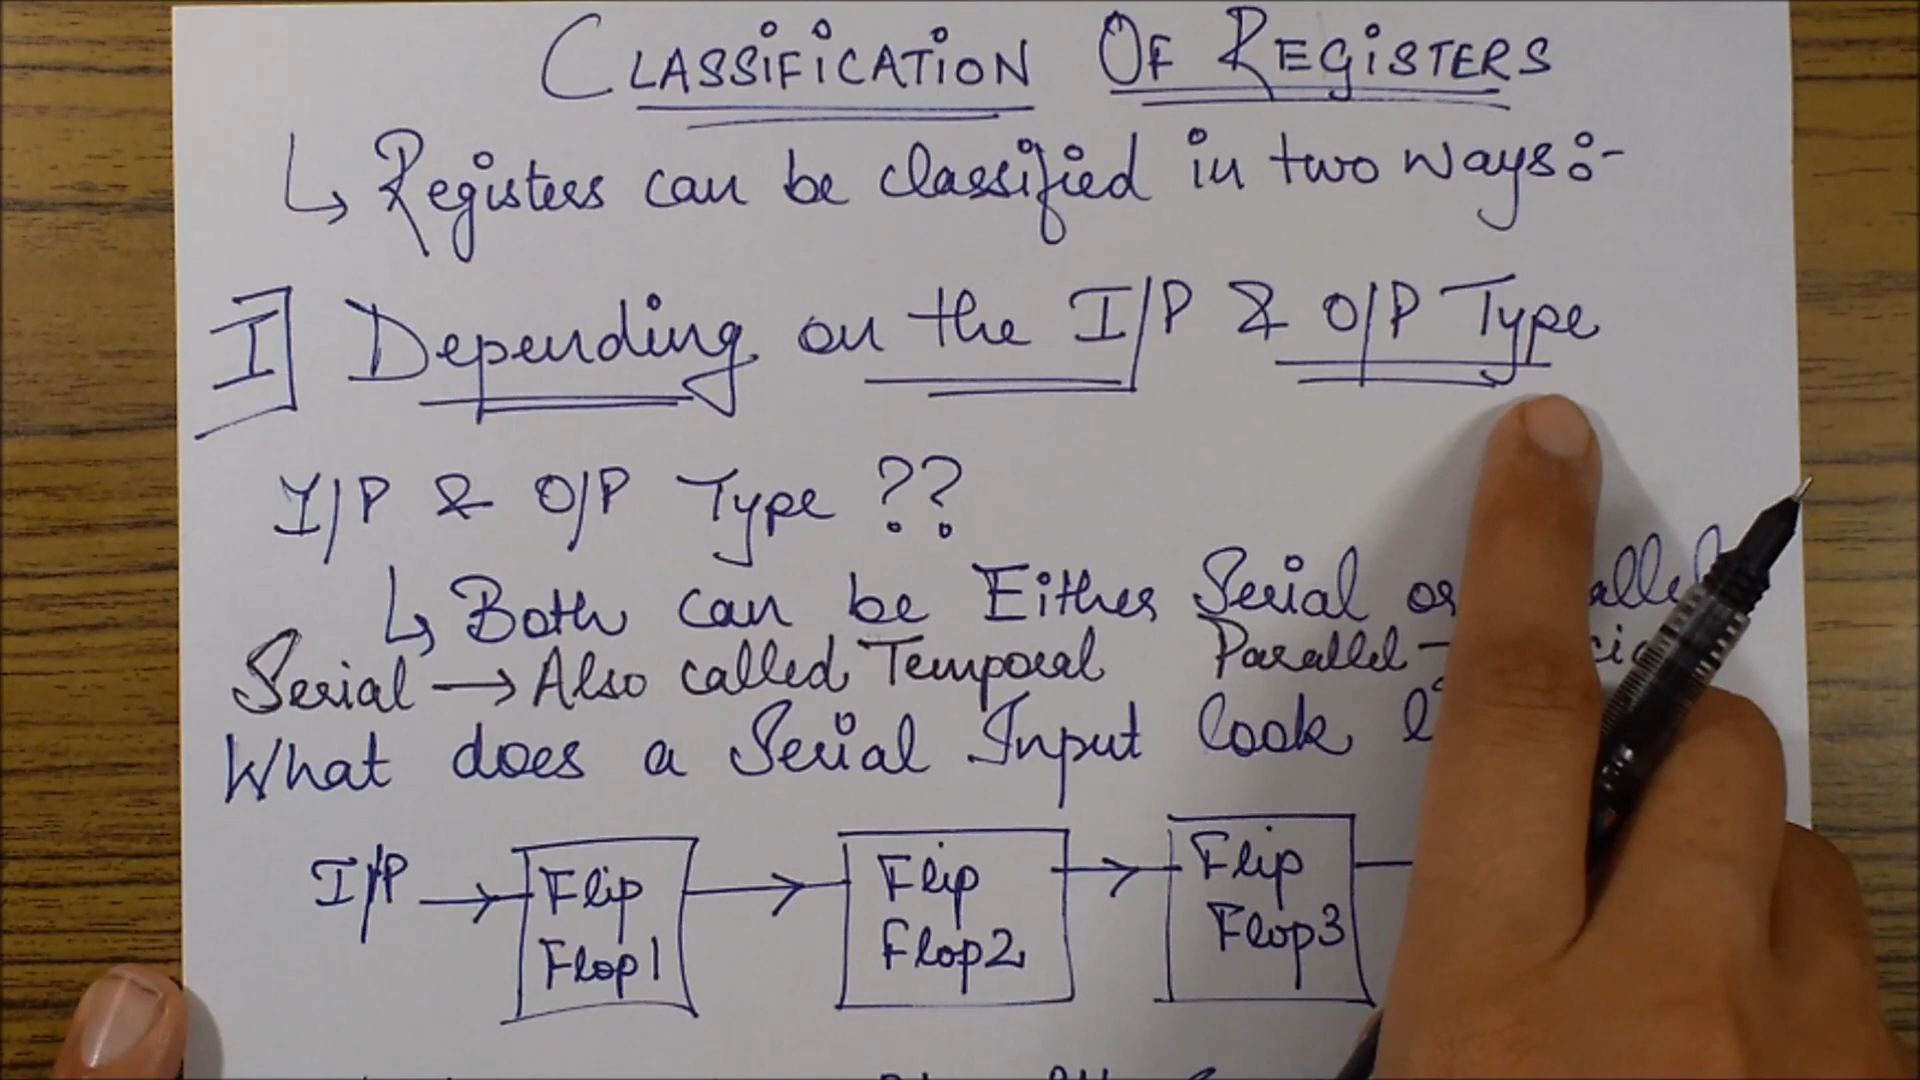 CLASSIFICATION OF REGISTERS
↳ Registers can be classified in two ways:-
I Depending on the I/P & O/P Type
I/P & O/P Type ??
↳ Both can be Either Serial or
Serial → Also called Temporal Parallel -
What does a Serial Input look
I/P → Flip Flop1 → Flip Flop2 → Flip Flop3